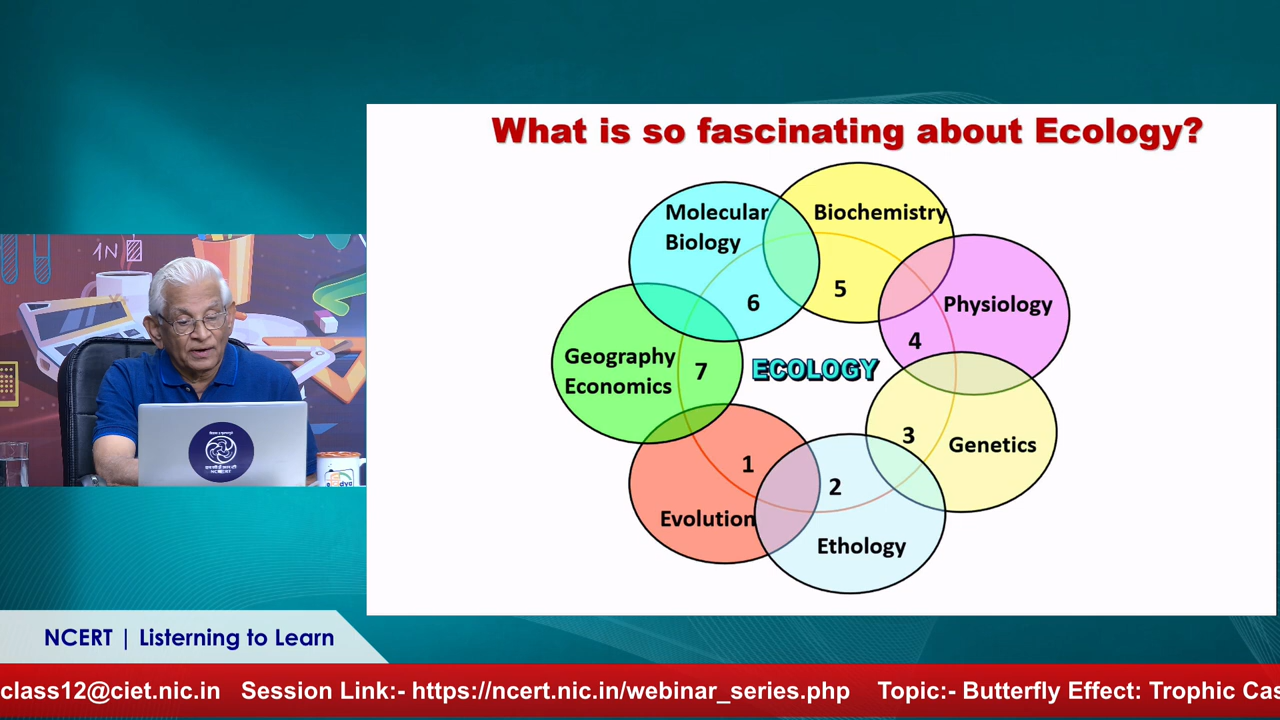 What is so fascinating about Ecology?
Molecular
Biology
Biochemistry
6
5
Physiology
4
Geography
Economics
7
ECOLOGY
3
Genetics
1
2
Evolution
Ethology
1N
NCERT
NCERT | Listerning to Learn
class12@ciet.nic.in Session Link:- https://ncert.nic.in/webinar_series.php Topic:- Butterfly Effect: Trophic Cas